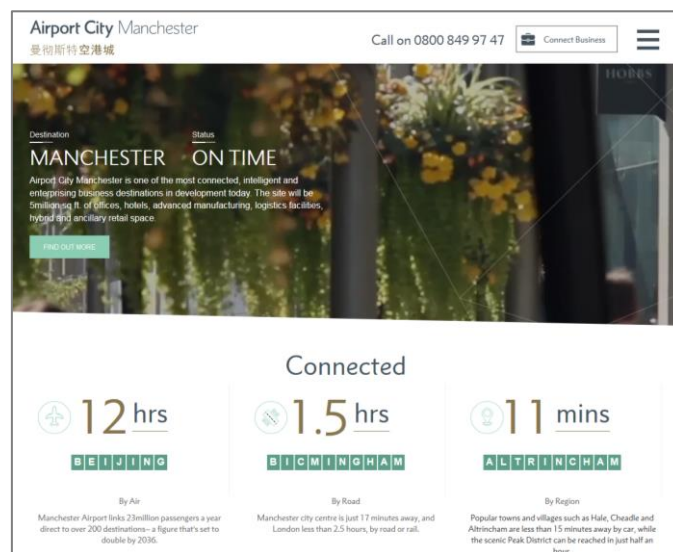 Airport City Manchester
曼彻斯特空港城
Call on 0800 849 97 47
Connect Business
HOBBS
Destination
Status
MANCHESTER
ON TIME
Airport City Manchester is one of the most connected, intelligent and
enterprising business destinations in development today. The site will be
5million sq ft. of offices, hotels, advanced manufacturing, logistics facilities,
hybrid and ancillary retail space.
FIND OUT MORE
Connected
12 hrs
BEIJING
By Air
Manchester Airport links 23million passengers a year
direct to over 200 destinations– a figure that's set to
double by 2036.
1.5 hrs
BICMINGHAM
By Road
Manchester city centre is just 17 minutes away, and
London less than 2.5 hours, by road or rail.
11 mins
ALTRINCHAM
By Region
Popular towns and villages such as Hale, Cheadle and
Altrincham are less than 15 minutes away by car, while
the scenic Peak District can be reached in just half an
hour.